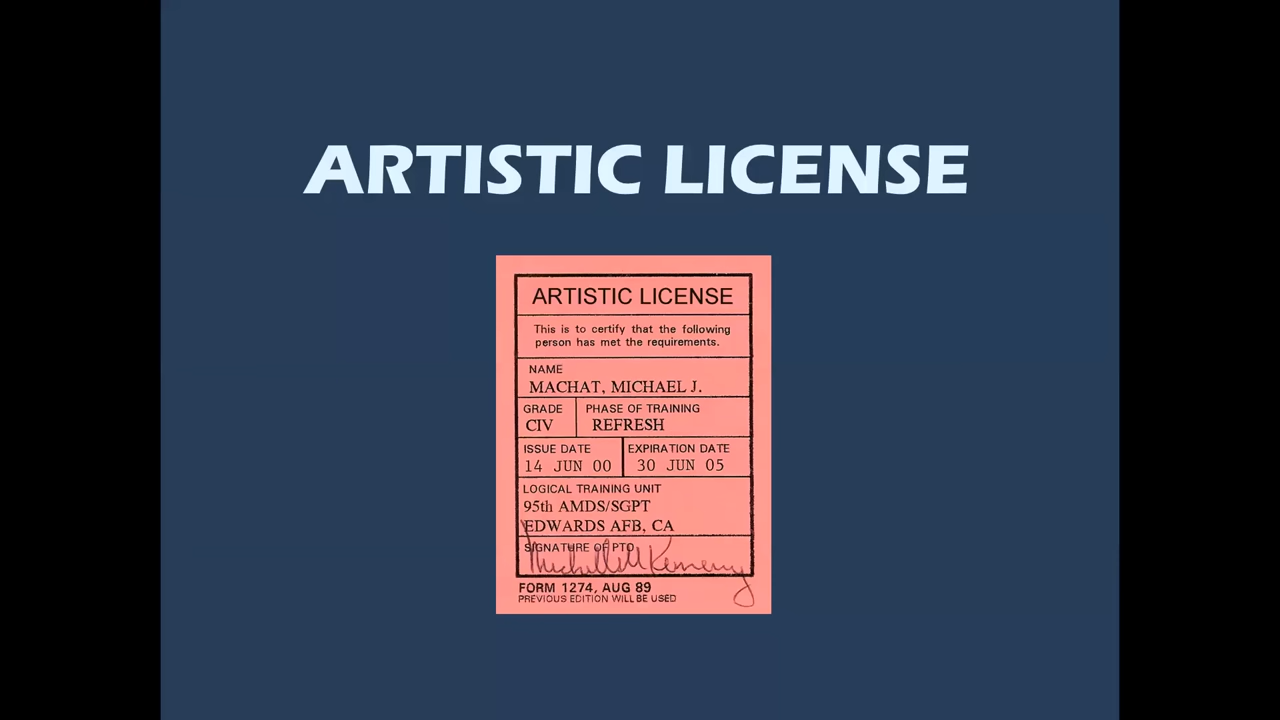 ARTISTIC LICENSE
ARTISTIC LICENSE
This is to certify that the following
person has met the requirements.
NAME
MACHAT, MICHAEL J.
GRADE
CIV
PHASE OF TRAINING
REFRESH
ISSUE DATE
14 JUN 00
EXPIRATION DATE
30 JUN 05
LOGICAL TRAINING UNIT
95th AMDS/SGPT
EDWARDS AFB, CA
SIGNATURE OF PTO
FORM 1274, AUG 89
PREVIOUS EDITION WILL BE USED